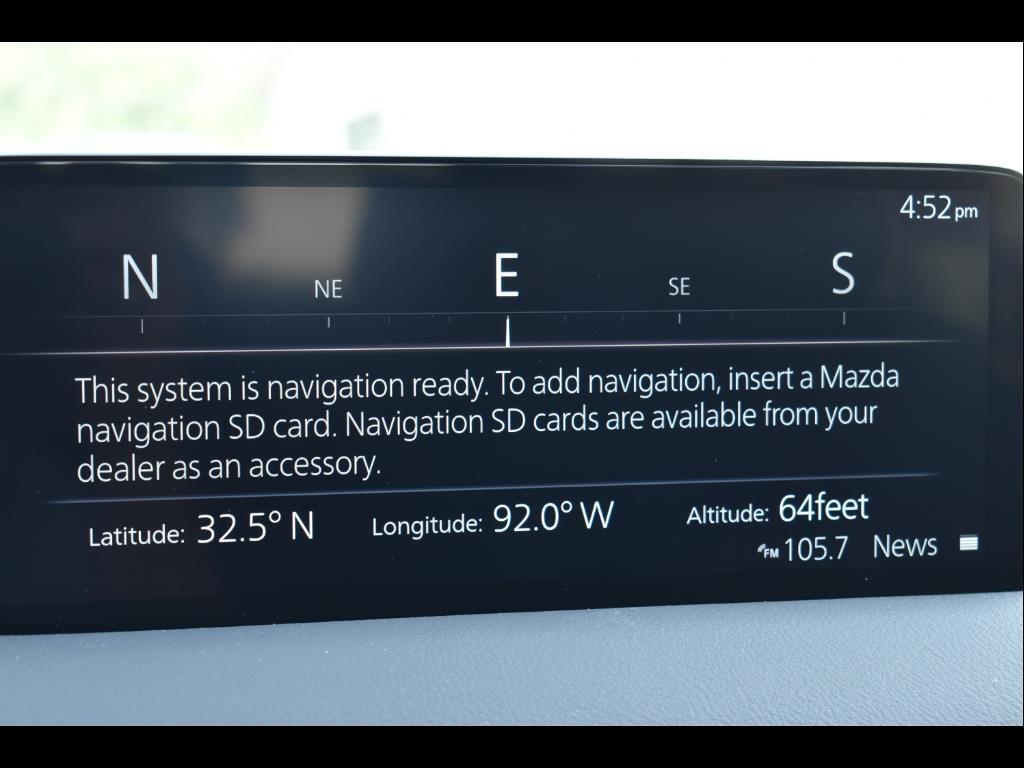 4:52 pm
N NE E SE S
This system is navigation ready. To add navigation, insert a Mazda
navigation SD card. Navigation SD cards are available from your
dealer as an accessory.
Latitude: 32.5° N Longitude: 92.0° W Altitude: 64feet
FM 105.7 News